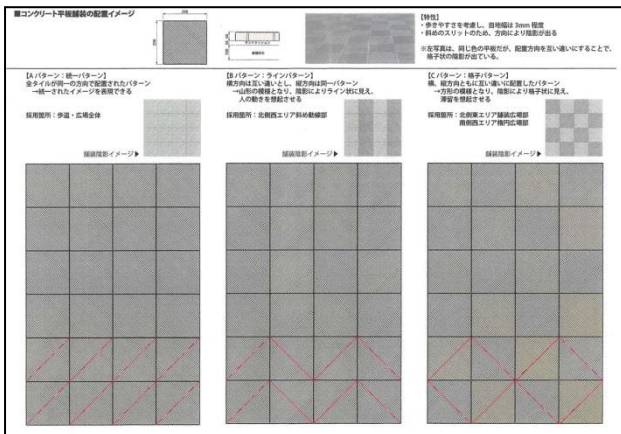 ■コンクリート平板舗装の配置イメージ
【特性】
・歩きやすさを考慮し、目地幅は3mm程度
・斜めのスリットのため、方向により陰影が出る
※左写真は、同じ色の平板だが、配置方向を互い違いにすることで、
格子状の陰影が出ている。
【Aパターン：統一パターン】
全タイルが同一の方向で配置されたパターン
→統一されたイメージを表現できる
採用箇所：歩道・広場全体
舗装陰影イメージ▶
【Bパターン：ラインパターン】
横方向は互い違いとし、縦方向は同一パターン
→山形の模様となり、陰影によりライン状に見え、
人の動きを想起させる
採用箇所：北側西エリア斜め動線部
舗装陰影イメージ▶
【Cパターン：格子パターン】
横、縦方向ともに互い違いに配置したパターン
→方形の模様となり、陰影により格子状に見え、
滞留を想起させる
採用箇所：北側東エリア舗装広場部
南側西エリア楕円広場部
舗装陰影イメージ▶